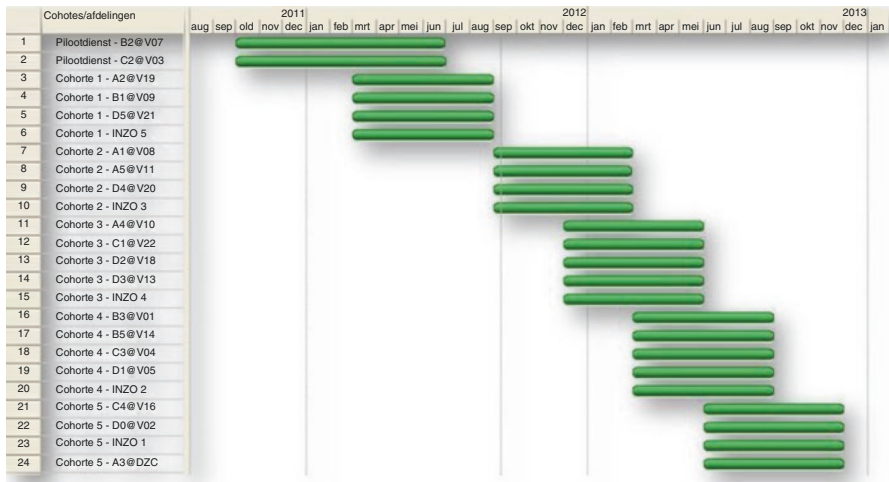 Cohotes/afdelingen 2011 2012 2013
aug sep old nov dec jan feb mrt apr mei jun jul aug sep okt nov dec jan feb mrt apr mei jun jul aug sep okt nov dec jan
1 Pilootdienst - B2@V07
2 Pilootdienst - C2@V03
3 Cohorte 1 - A2@V19
4 Cohorte 1 - B1@V09
5 Cohorte 1 - D5@V21
6 Cohorte 1 - INZO 5
7 Cohorte 2 - A1@V08
8 Cohorte 2 - A5@V11
9 Cohorte 2 - D4@V20
10 Cohorte 2 - INZO 3
11 Cohorte 3 - A4@V10
12 Cohorte 3 - C1@V22
13 Cohorte 3 - D2@V18
14 Cohorte 3 - D3@V13
15 Cohorte 3 - INZO 4
16 Cohorte 4 - B3@V01
17 Cohorte 4 - B5@V14
18 Cohorte 4 - C3@V04
19 Cohorte 4 - D1@V05
20 Cohorte 4 - INZO 2
21 Cohorte 5 - C4@V16
22 Cohorte 5 - D0@V02
23 Cohorte 5 - INZO 1
24 Cohorte 5 - A3@DZC